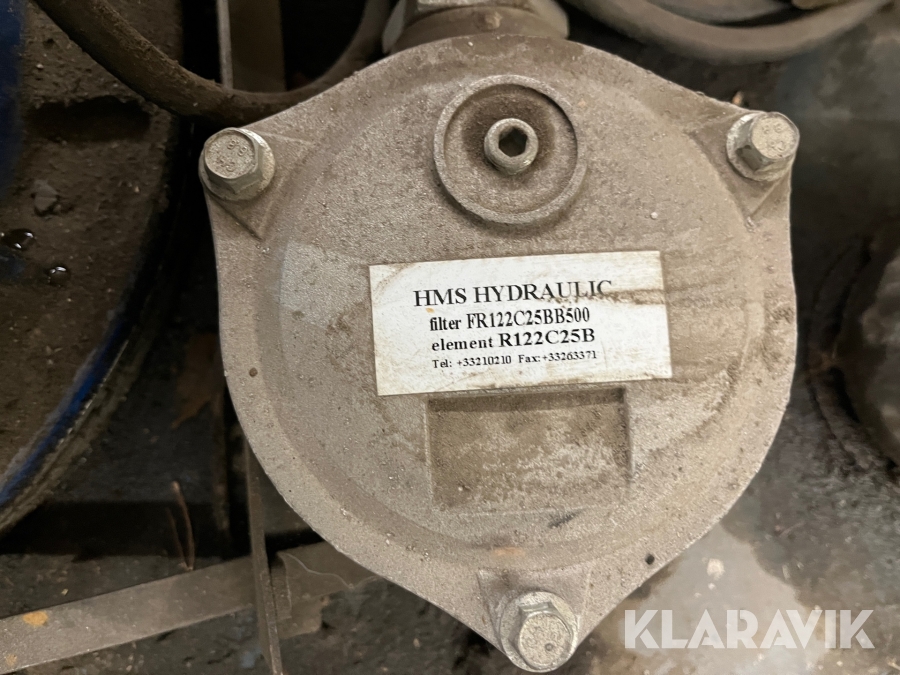 HMS HYDRAULIC
filter FR122C25BB500
element R122C25B
Tel: +33210210 Fax:+33263371
KLARAVIK